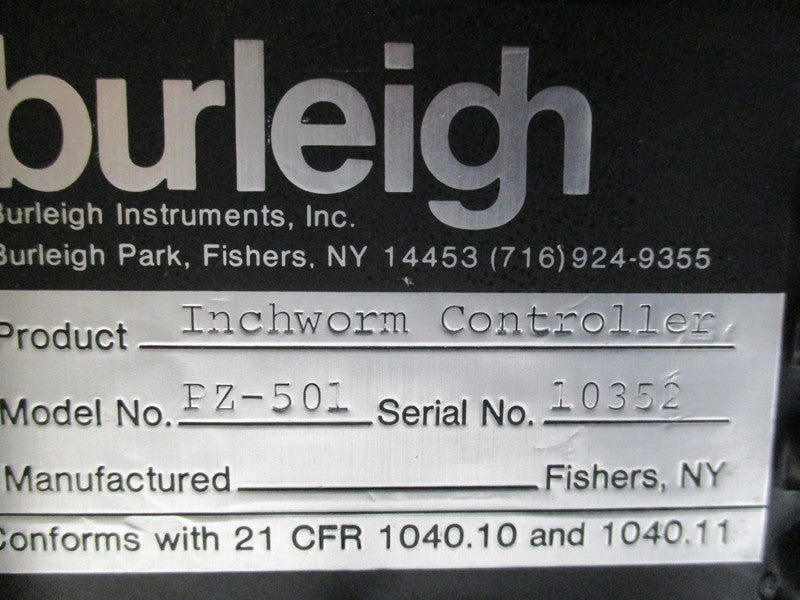 burleigh
Burleigh Instruments, Inc.
Burleigh Park, Fishers, NY 14453 (716) 924-9355
Product Inchworm Controller
Model No. PZ-501 Serial No. 10352
Manufactured Fishers, NY
Conforms with 21 CFR 1040.10 and 1040.11